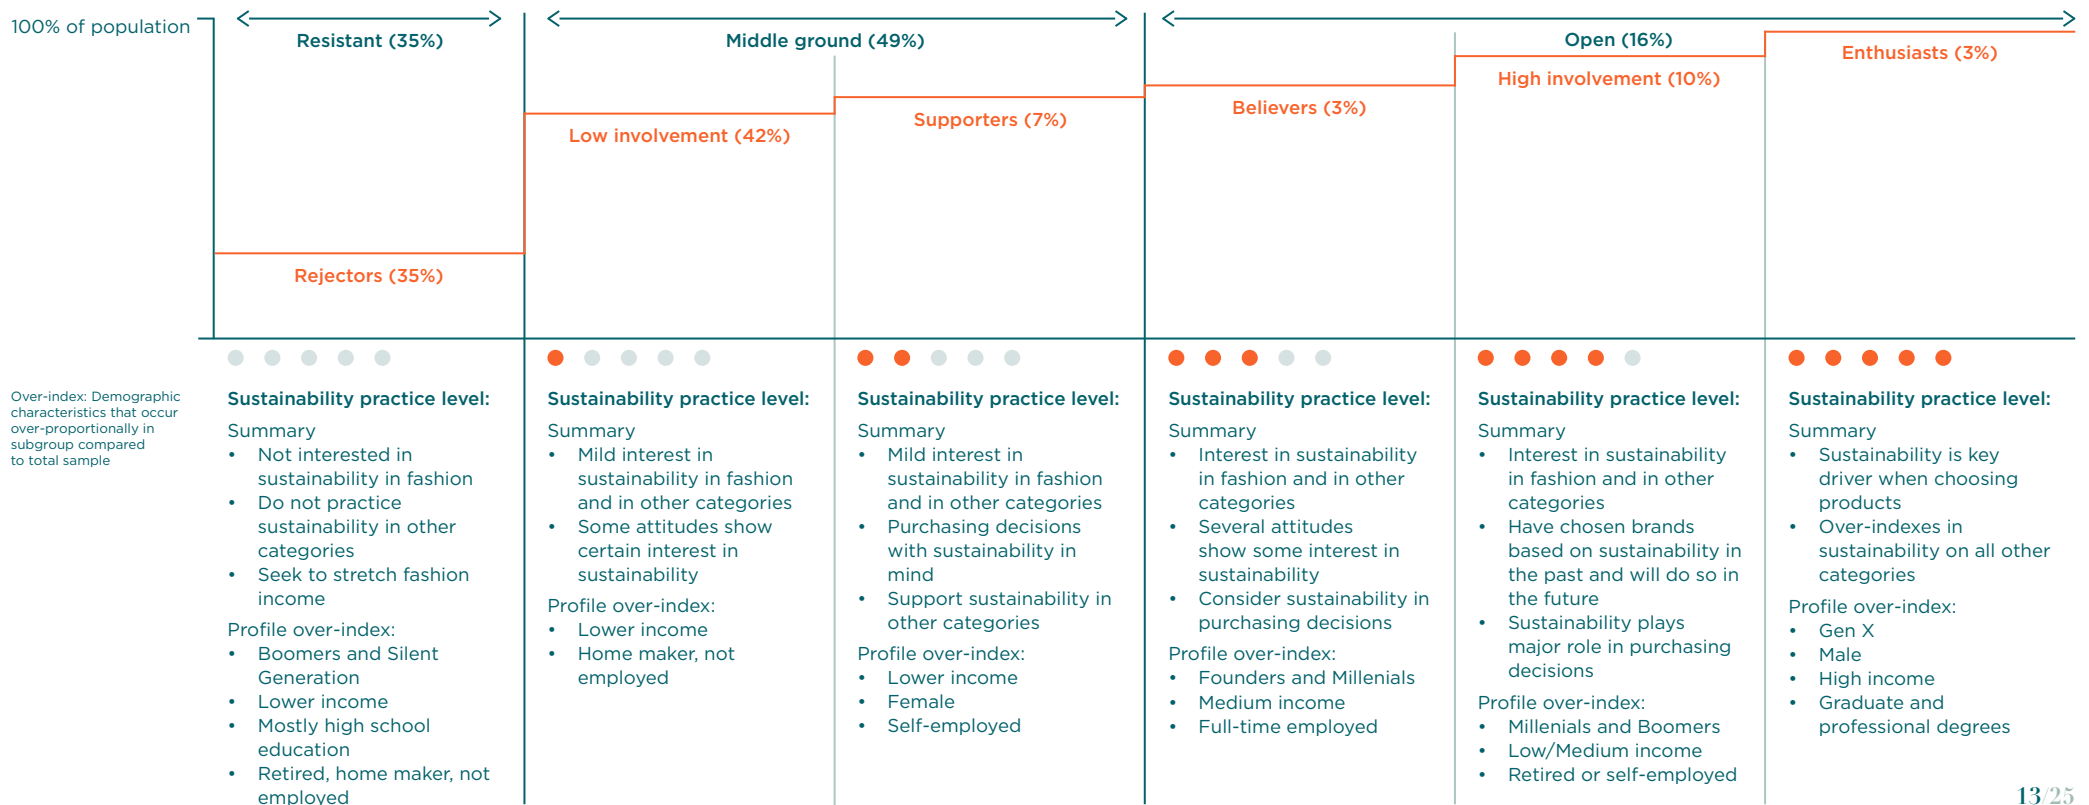 100% of population
Resistant (35%)
Middle ground (49%)
Open (16%)
Rejectors (35%)
Low involvement (42%)
Supporters (7%)
Believers (3%)
High involvement (10%)
Enthusiasts (3%)
Over-index: Demographic
characteristics that occur
over-proportionally in
subgroup compared
to total sample
Sustainability practice level:
Summary
• Not interested in
sustainability in fashion
• Do not practice
sustainability in other
categories
• Seek to stretch fashion
income
Profile over-index:
• Boomers and Silent
Generation
• Lower income
• Mostly high school
education
• Retired, home maker, not
employed
Sustainability practice level:
Summary
• Mild interest in
sustainability in fashion
and in other categories
• Some attitudes show
certain interest in
sustainability
Profile over-index:
• Lower income
• Home maker, not
employed
Sustainability practice level:
Summary
• Mild interest in
sustainability in fashion
and in other categories
• Purchasing decisions
with sustainability in
mind
• Support sustainability in
other categories
Profile over-index:
• Lower income
• Female
• Self-employed
Sustainability practice level:
Summary
• Interest in sustainability
in fashion and in other
categories
• Several attitudes
show some interest in
sustainability
• Consider sustainability in
purchasing decisions
Profile over-index:
• Founders and Millenials
• Medium income
• Full-time employed
Sustainability practice level:
Summary
• Interest in sustainability
in fashion and in other
categories
• Have chosen brands
based on sustainability in
the past and will do so in
the future
• Sustainability plays
major role in purchasing
decisions
Profile over-index:
• Millenials and Boomers
• Low/Medium income
• Retired or self-employed
Sustainability practice level:
Summary
• Sustainability is key
driver when choosing
products
• Over-indexes in
sustainability on all other
categories
Profile over-index:
• Gen X
• Male
• High income
• Graduate and
professional degrees
13/25